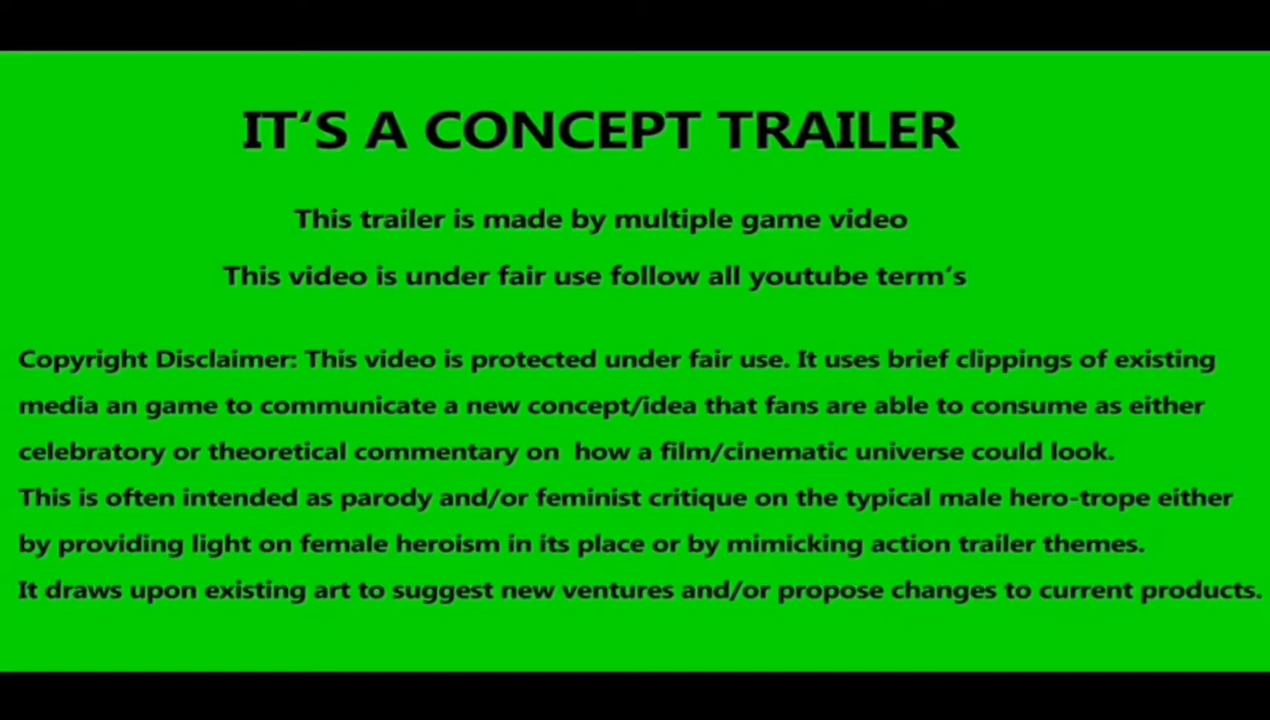 IT‘S A CONCEPT TRAILER
This trailer is made by multiple game video
This video is under fair use follow all youtube term‘s
Copyright Disclaimer: This video is protected under fair use. It uses brief clippings of existing
media an game to communicate a new concept/idea that fans are able to consume as either
celebratory or theoretical commentary on how a film/cinematic universe could look.
This is often intended as parody and/or feminist critique on the typical male hero-trope either
by providing light on female heroism in its place or by mimicking action trailer themes.
It draws upon existing art to suggest new ventures and/or propose changes to current products.